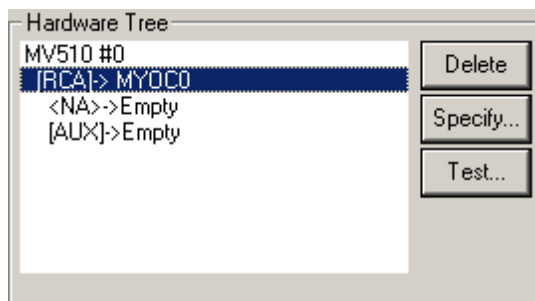 Hardware Tree
MV510 #0
[RCA]-> MYOC0
<NA>->Empty
[AUX]->Empty
Delete
Specify...
Test...